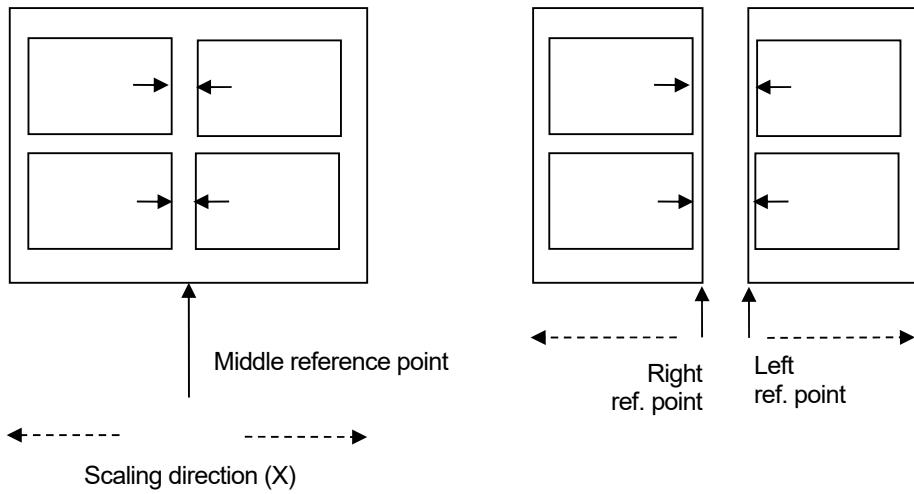 Middle reference point
Scaling direction (X)
Right
ref. point
Left
ref. point